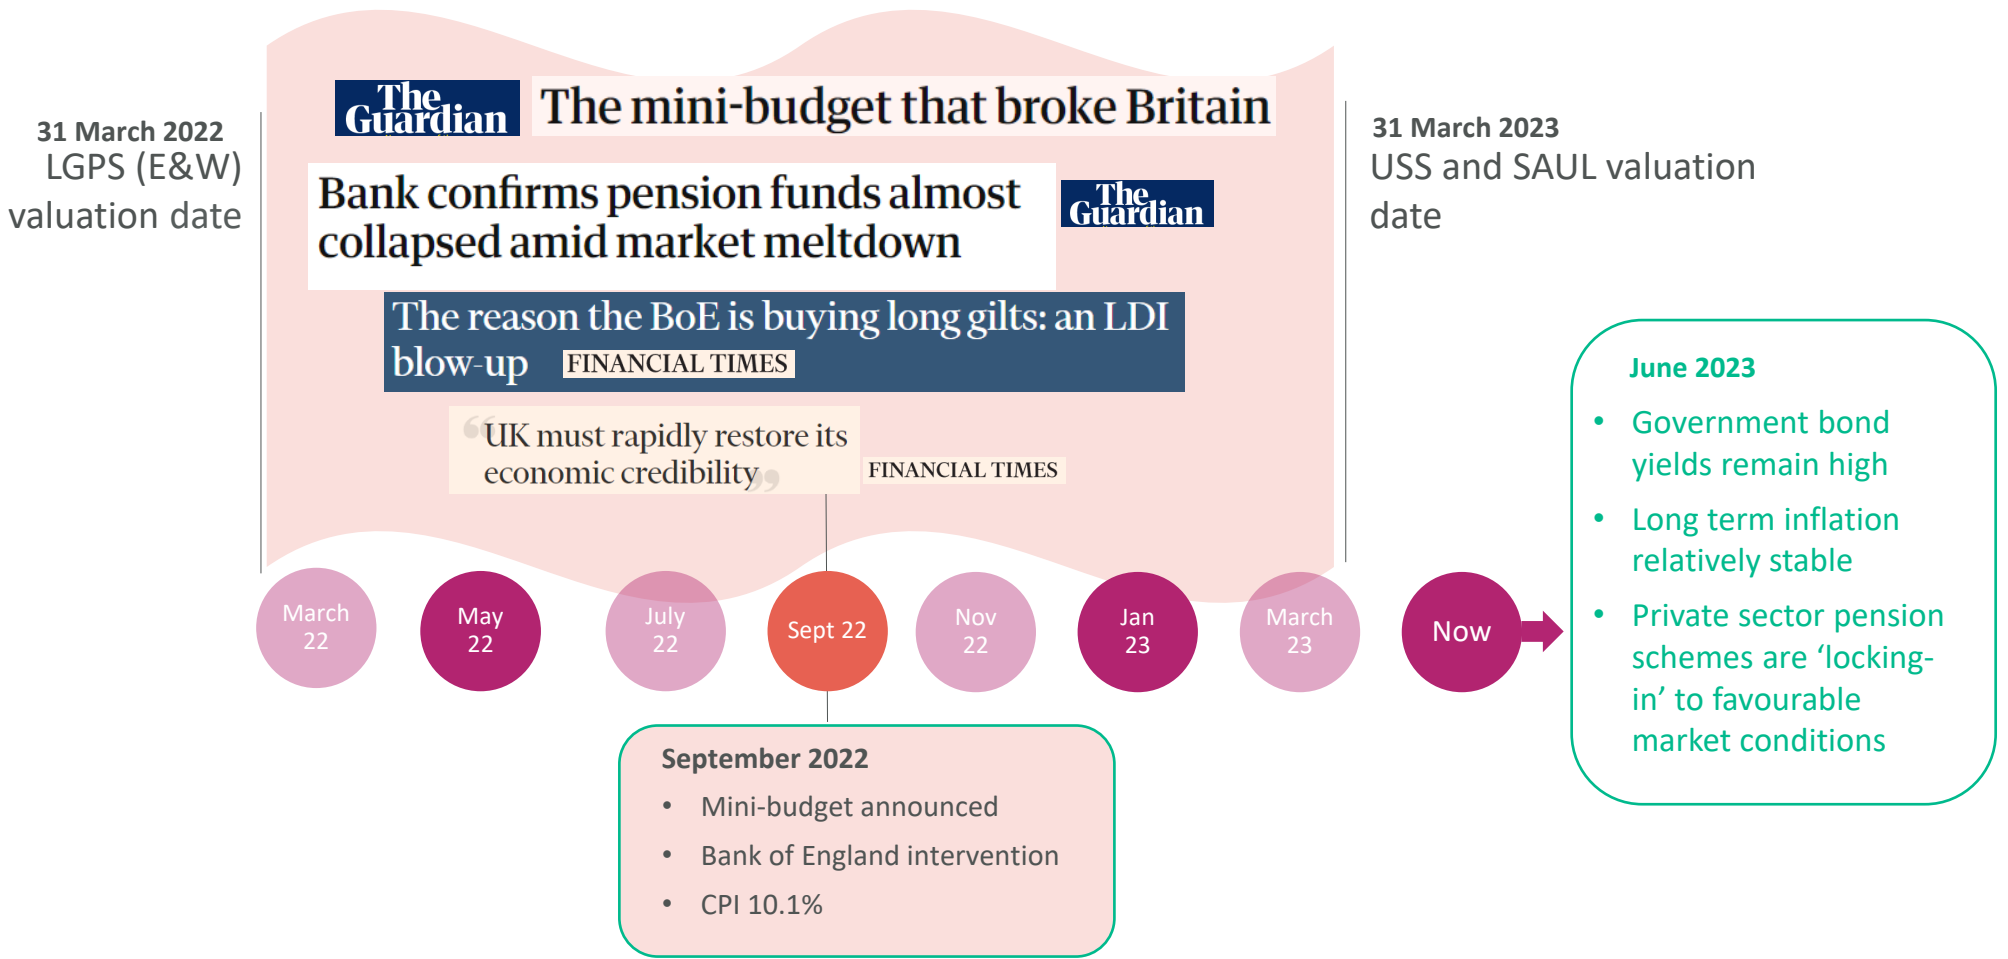 31 March 2022
LGPS (E&W)
valuation date
The
Guardian
The mini-budget that broke Britain
Bank confirms pension funds almost
collapsed amid market meltdown
The
Guardian
The reason the BoE is buying long gilts: an LDI
blow-up
FINANCIAL TIMES
“UK must rapidly restore its
economic credibility”
FINANCIAL TIMES
31 March 2023
USS and SAUL valuation
date
March
22
May
22
July
22
Sept 22
Nov
22
Jan
23
March
23
Now
September 2022
• Mini-budget announced
• Bank of England intervention
• CPI 10.1%
June 2023
• Government bond
yields remain high
• Long term inflation
relatively stable
• Private sector pension
schemes are ‘locking-
in’ to favourable
market conditions